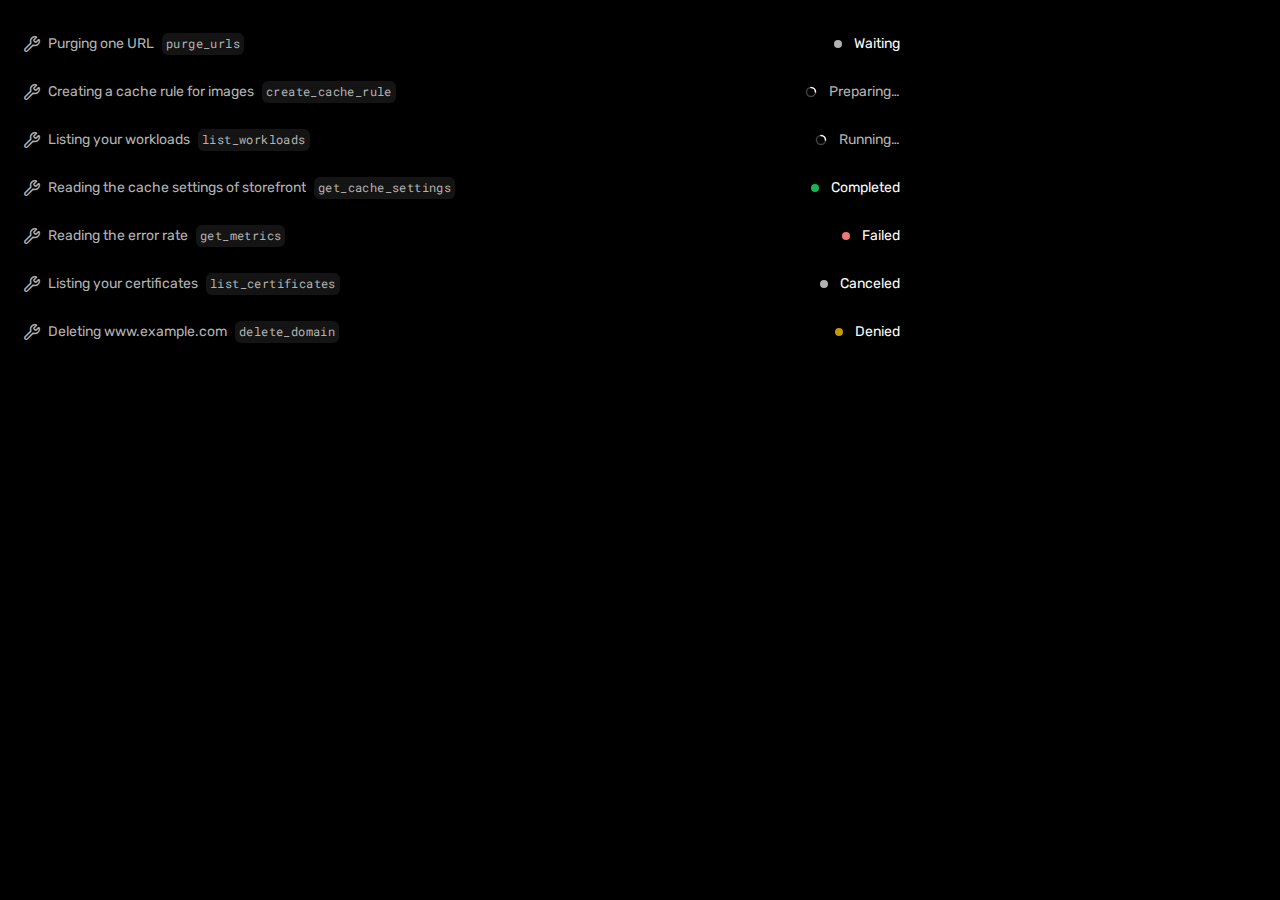 Purging one URL purge_urls Waiting
Creating a cache rule for images create_cache_rule Preparing…
Listing your workloads list_workloads Running…
Reading the cache settings of storefront get_cache_settings Completed
Reading the error rate get_metrics Failed
Listing your certificates list_certificates Canceled
Deleting www.example.com delete_domain Denied